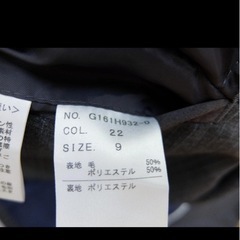 NO. G161H932-0
COL. 22
SIZE. 9
表地 毛 50%
ポリエステル 50%
裏地 ポリエステル